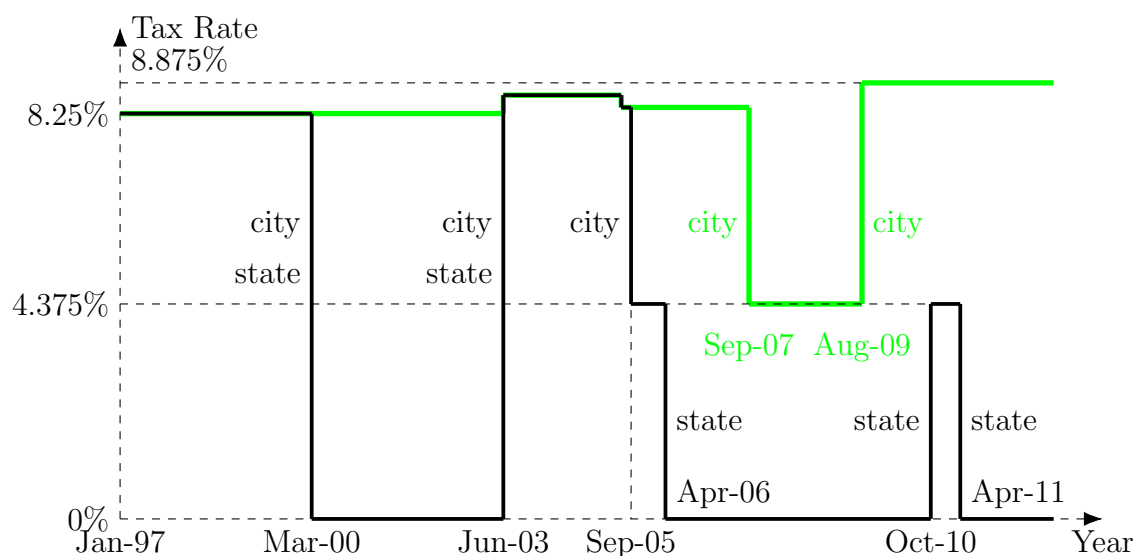 Tax Rate
8.875%
8.25%
city city city city city
state state
4.375%
Sep-07 Aug-09
state state state
Apr-06 Apr-11
0%
Jan-97 Mar-00 Jun-03 Sep-05 Oct-10 Year